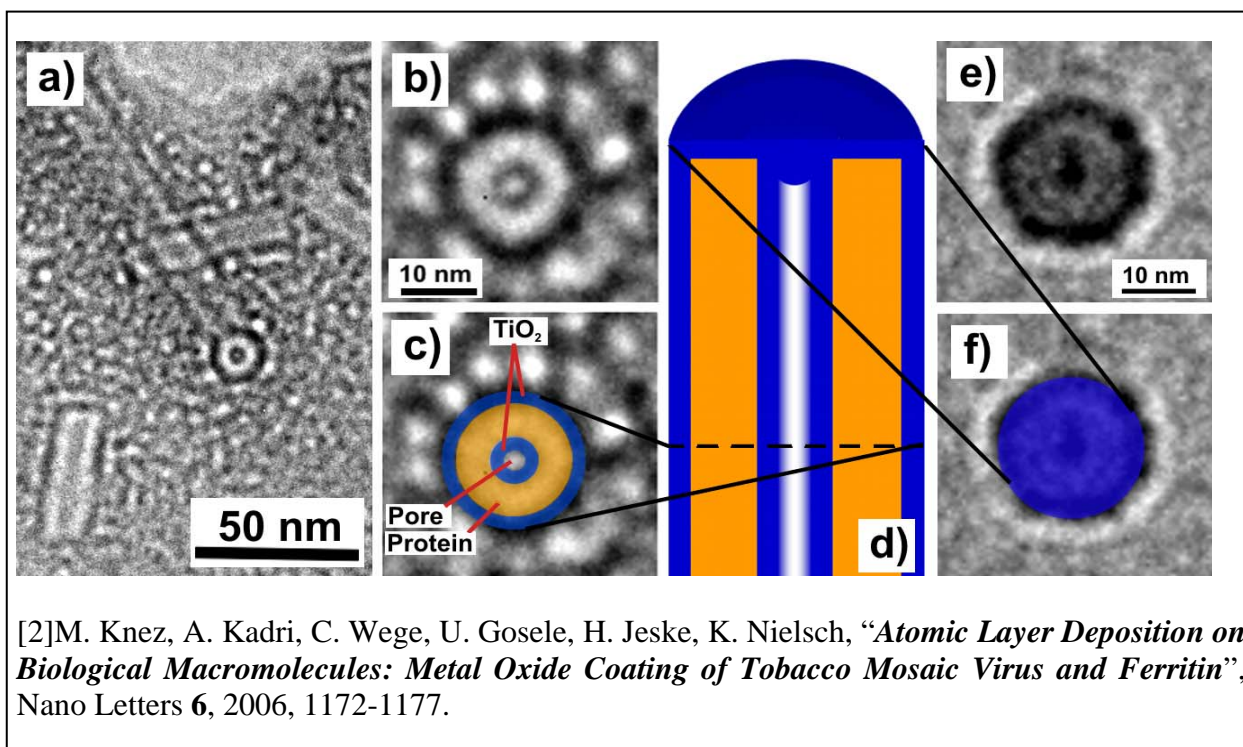 a)
50 nm
b)
10 nm
c)
TiO₂
Pore
Protein
d)
e)
10 nm
f)
[2]M. Knez, A. Kadri, C. Wege, U. Gosele, H. Jeske, K. Nielsch, “Atomic Layer Deposition on
Biological Macromolecules: Metal Oxide Coating of Tobacco Mosaic Virus and Ferritin”,
Nano Letters 6, 2006, 1172-1177.